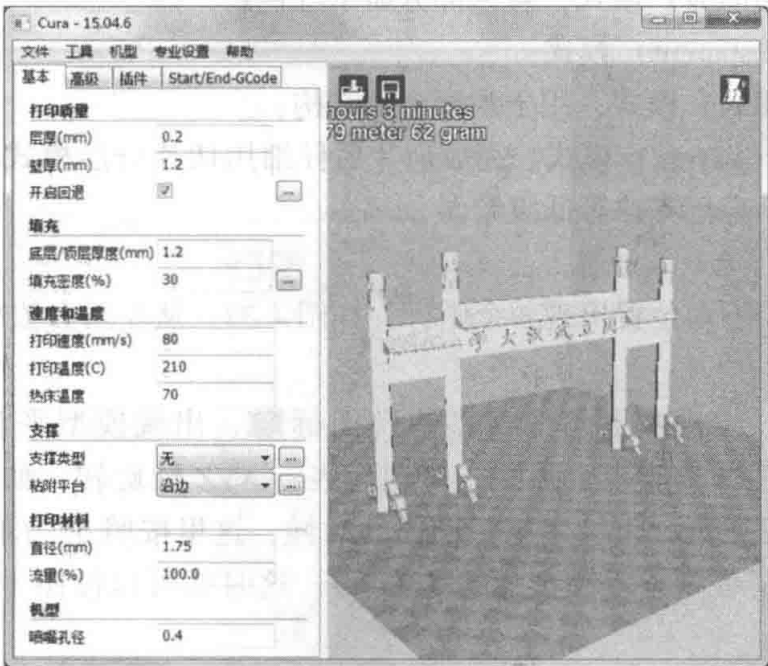 Cura - 15.04.6
文件 工具 机型 专业设置 帮助
基本 高级 插件 Start/End-GCode
打印质量
层厚(mm) 0.2
壁厚(mm) 1.2
开启回退 ...
填充
底层/顶层厚度(mm) 1.2
填充密度(%) 30 ...
速度和温度
打印速度(mm/s) 80
打印温度(C) 210
热床温度 70
支撑
支撑类型 无 ...
粘附平台 沿边 ...
打印材料
直径(mm) 1.75
流量(%) 100.0
机型
喷嘴孔径 0.4
hours 3 minutes
79 meter 62 gram
学大汉武立国